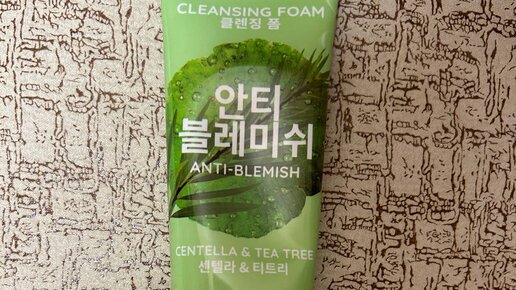 CLEANSING FOAM
클렌징 폼
안티
블레미쉬
ANTI-BLEMISH
CENTELLA & TEA TREE
센텔라 & 티트리